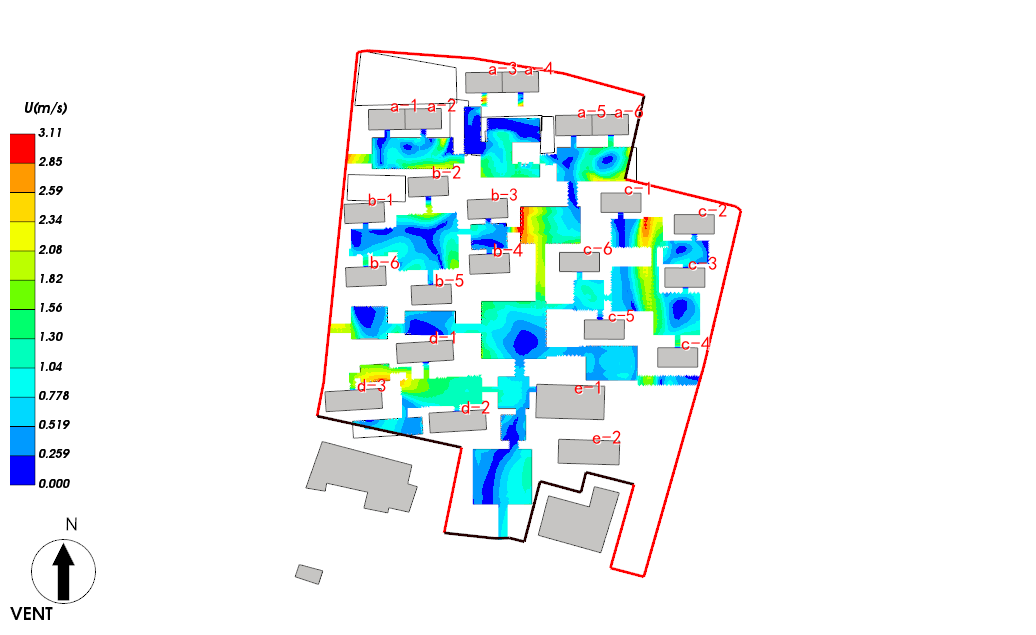 U(m/s)
3.11
2.85
2.59
2.34
2.08
1.82
1.56
1.30
1.04
0.778
0.519
0.259
0.000
a-3 a-4
a-1 a-2
a-5 a-6
b-2
c-1
b-3
b-1
c-2
b-4
c-6
b-6
c-3
b-5
c-5
d-1
c-4
d-3
e-1
d-2
e-2
N
VENT